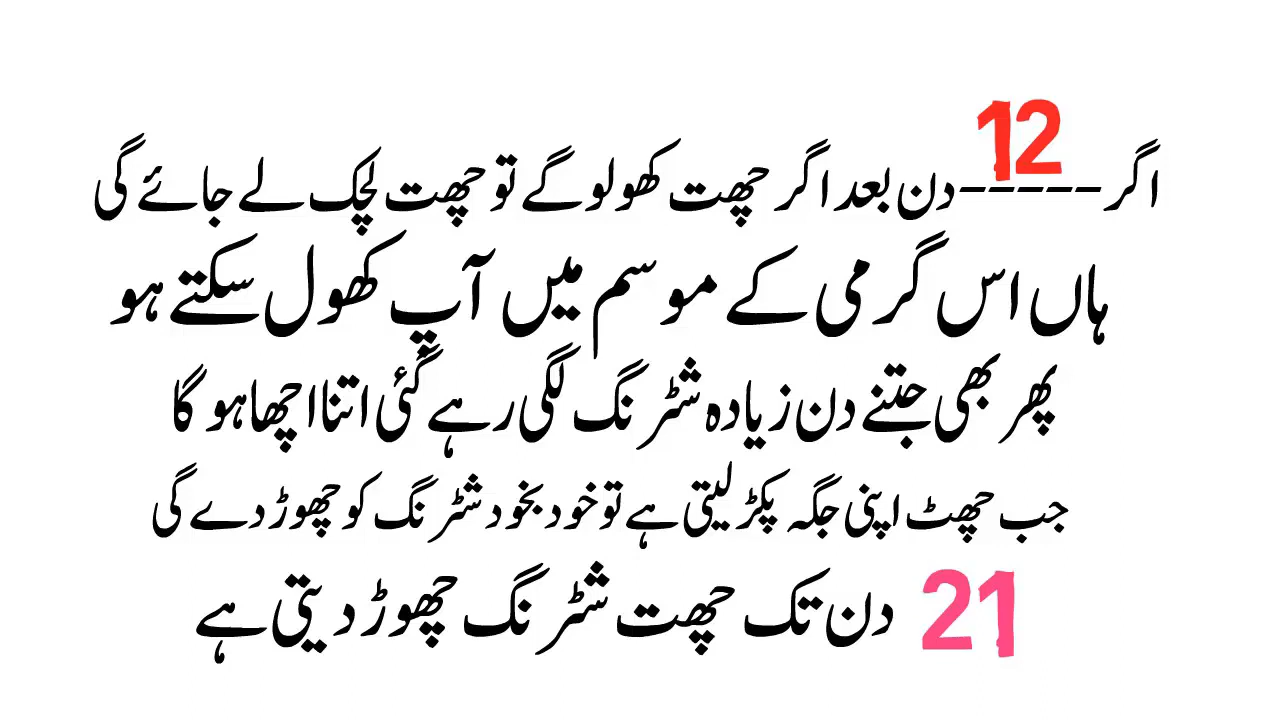 اگر -----12 دن بعد اگر چھت کھولو گے تو چھت لچک لے جائے گی
ہاں اس گرمی کے موسم میں آپ کھول سکتے ہو
پھر بھی جتنے دن زیادہ شٹرنگ لگی رہے گئی اتنا اچھا ہو گا
جب چھٹ اپنی جگہ پکڑ لیتی ہے تو خود بخود شٹرنگ کو چھوڑ دے گی
21 دن تک چھت شٹرنگ چھوڑ دیتی ہے